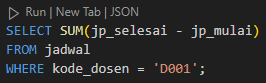 Run | New Tab | JSON
SELECT SUM(jp_selesai - jp_mulai)
FROM jadwal
WHERE kode_dosen = 'D001';